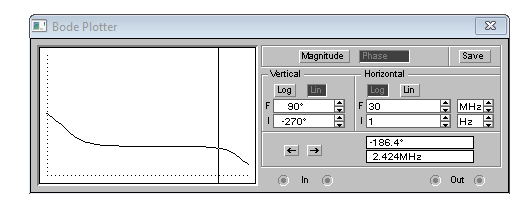 Bode Plotter
Magnitude Phase Save
Vertical Horizontal
Log Lin Log Lin
F 90° F 30 MHz
I -270° I 1 Hz
-186.4°
2.424MHz
In Out